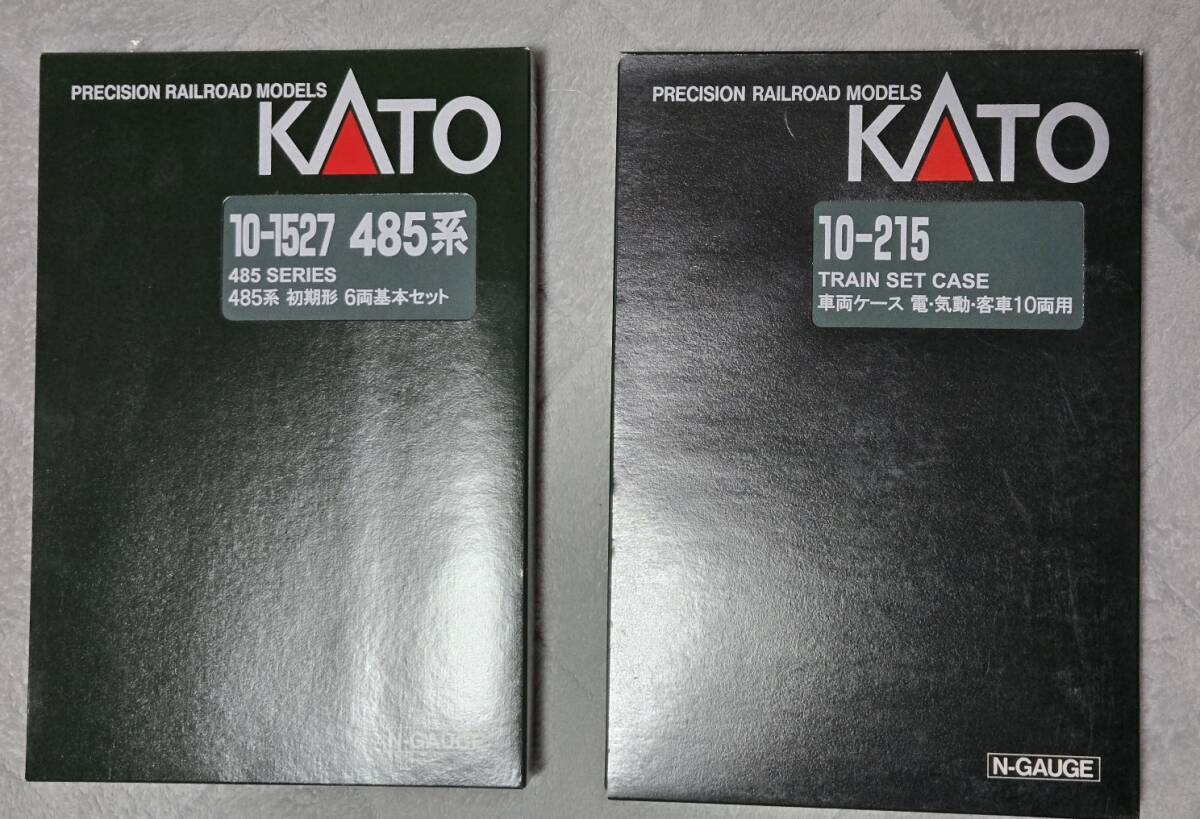 PRECISION RAILROAD MODELS
KATO
10-1527 485系
485 SERIES
485系 初期形 6両基本セット
N-GAUGE
PRECISION RAILROAD MODELS
KATO
10-215
TRAIN SET CASE
車両ケース 電・気動・客車10両用
N-GAUGE